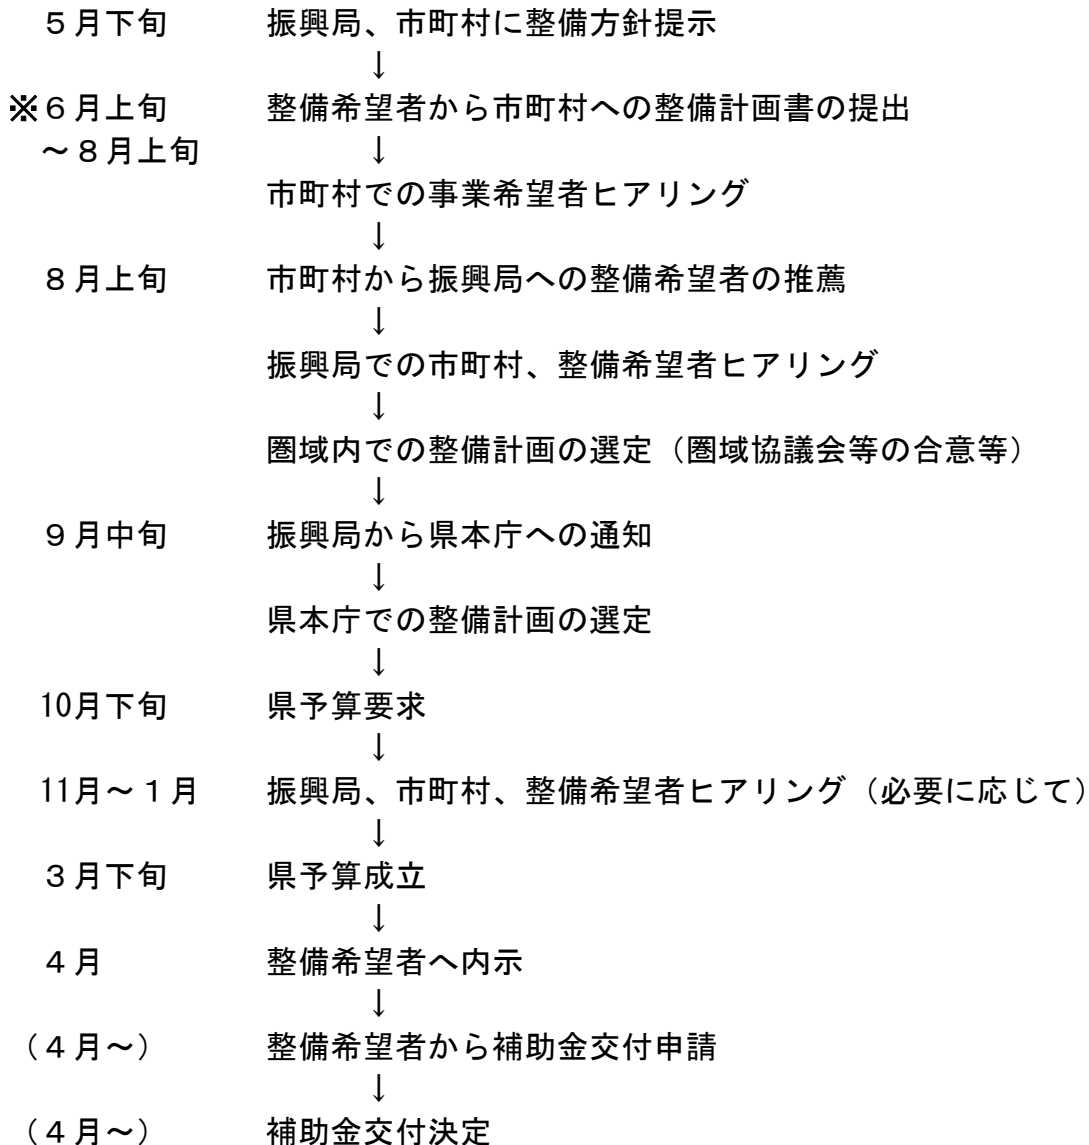 ５月下旬　振興局、市町村に整備方針提示
↓
※６月上旬　整備希望者から市町村への整備計画書の提出
～８月上旬　↓
市町村での事業希望者ヒアリング
↓
８月上旬　市町村から振興局への整備希望者の推薦
↓
振興局での市町村、整備希望者ヒアリング
↓
圏域内での整備計画の選定（圏域協議会等の合意等）
↓
９月中旬　振興局から県本庁への通知
↓
県本庁での整備計画の選定
↓
10月下旬　県予算要求
↓
11月～１月　振興局、市町村、整備希望者ヒアリング（必要に応じて）
↓
３月下旬　県予算成立
↓
４月　整備希望者へ内示
↓
（４月～）　整備希望者から補助金交付申請
↓
（４月～）　補助金交付決定